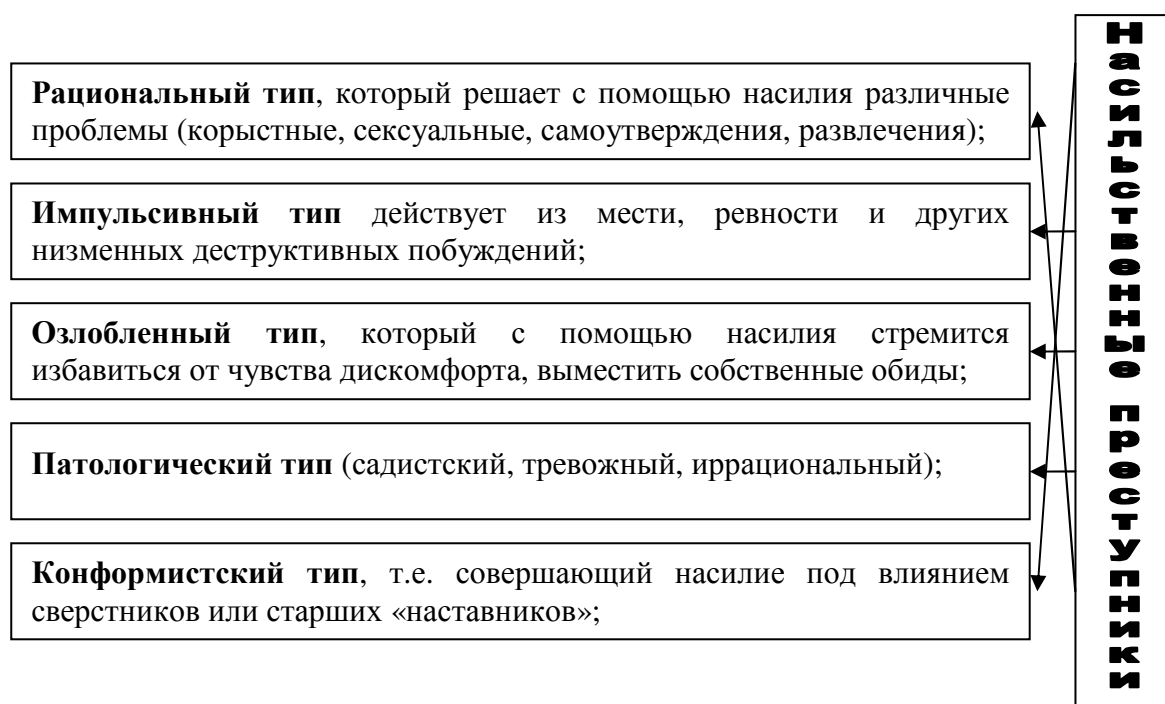 Рациональный тип, который решает с помощью насилия различные
проблемы (корыстные, сексуальные, самоутверждения, развлечения);
Импульсивный тип действует из мести, ревности и других
низменных деструктивных побуждений;
Озлобленный тип, который с помощью насилия стремится
избавиться от чувства дискомфорта, выместить собственные обиды;
Патологический тип (садистский, тревожный, иррациональный);
Конформистский тип, т.е. совершающий насилие под влиянием
сверстников или старших «наставников»;
Насильственные преступники